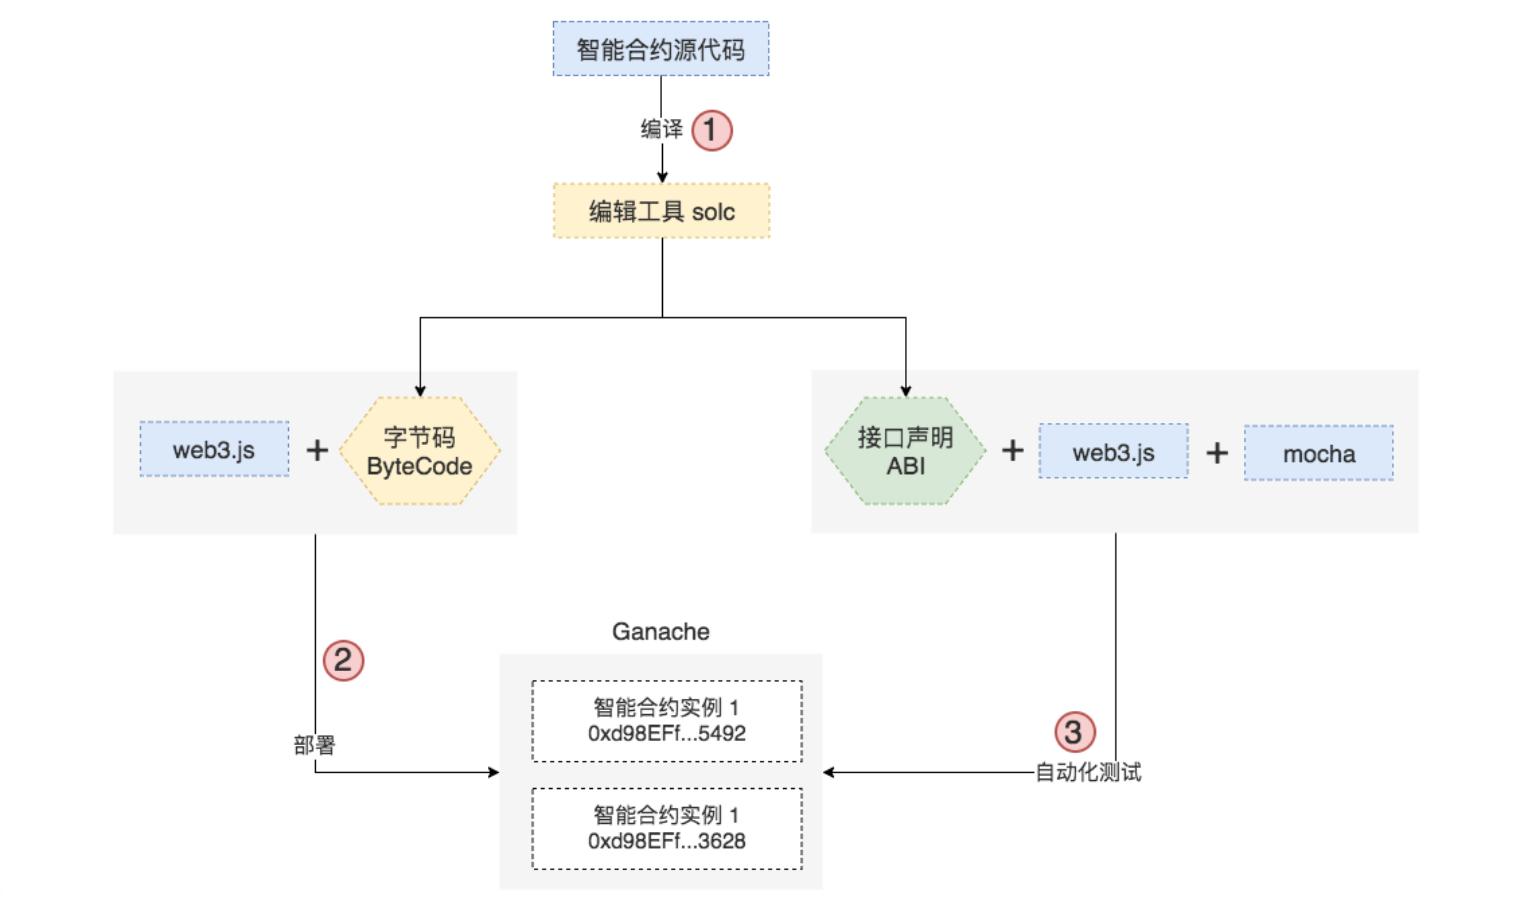 智能合约源代码
编译 1
编辑工具 solc
web3.js + 字节码
ByteCode
接口声明
ABI
+ web3.js + mocha
Ganache
2
部署
智能合约实例 1
0xd98EFf...5492
智能合约实例 1
0xd98EFf...3628
3
自动化测试